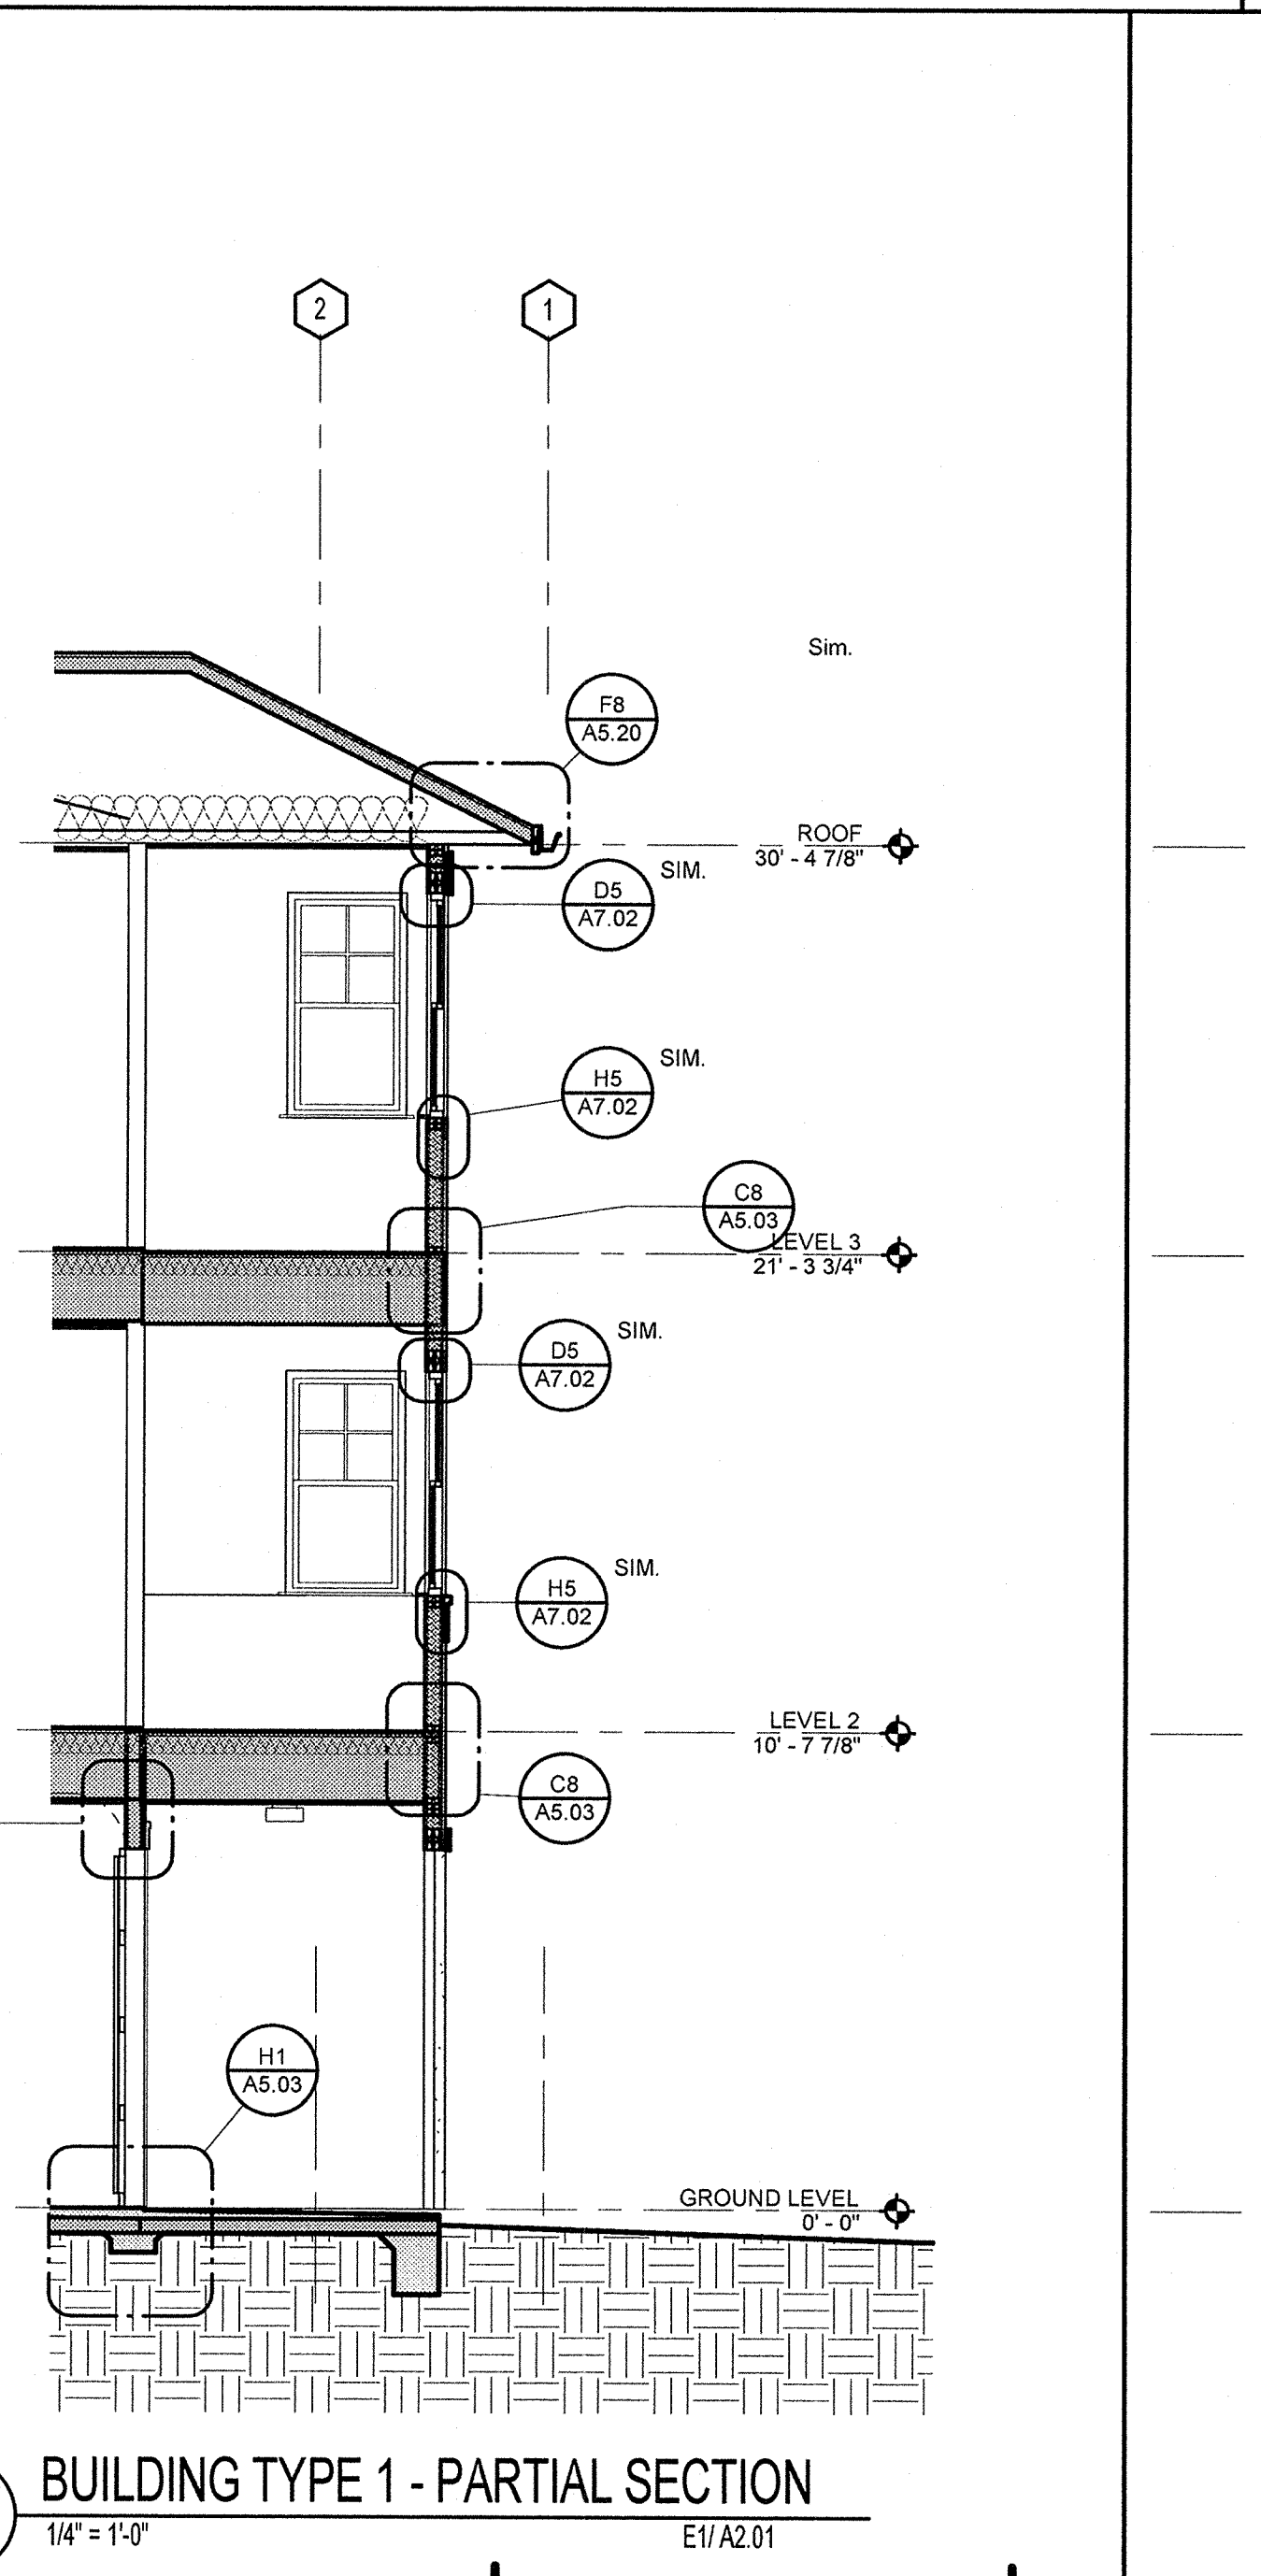 2
1
Sim.
F8
A5.20
ROOF
30' - 4 7/8"
SIM.
D5
A7.02
SIM.
H5
A7.02
C8
A5.03
LEVEL 3
21' - 3 3/4"
SIM.
D5
A7.02
SIM.
H5
A7.02
LEVEL 2
10' - 7 7/8"
C8
A5.03
H1
A5.03
GROUND LEVEL
0' - 0"
BUILDING TYPE 1 - PARTIAL SECTION
1/4" = 1'-0" E1/ A2.01